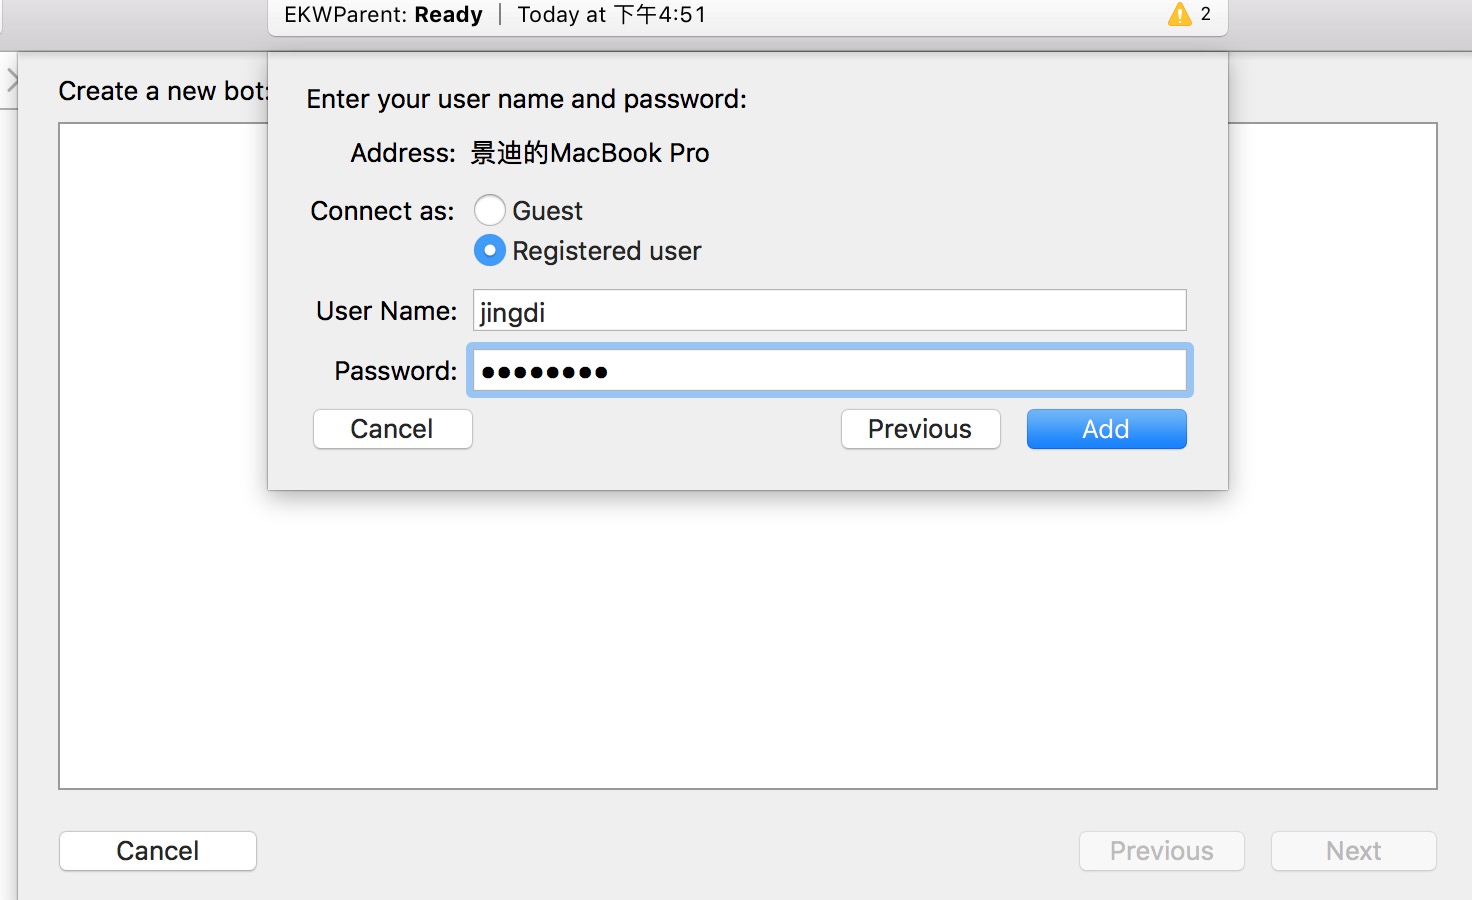 EKWParent: Ready | Today at 下午4:51 2
Create a new bot:
Enter your user name and password:
Address: 景迪的MacBook Pro
Connect as: Guest
Registered user
User Name: jingdi
Password: ••••••••
Cancel Previous Add
Cancel Previous Next